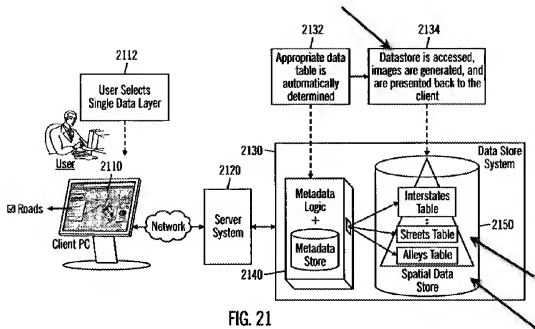 2132
2134
2112
Appropriate data
table is
automatically
determined
Datastore is accessed,
images are generated, and
are presented back to the
client
User Selects
Single Data Layer
2130
Data Store
System
User
2110
2120
Roads
Client PC
Network
Server
System
Metadata
Logic
+
Metadata
Store
2140
Interstales
Table
Streets Table
Alleys Table
2150
Spatial Data
Store
FIG. 21